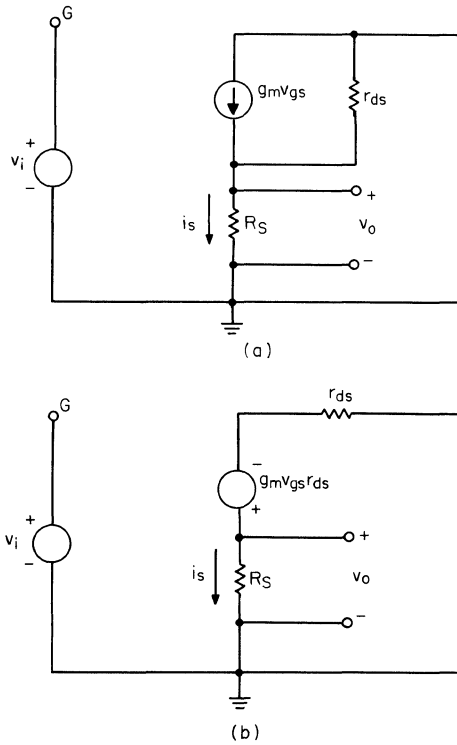 G
gmvgs
rds
+
vi
-
+
is
RS
vo
-
(a)
rds
G
-
gmvgsrds
+
+
vi
-
+
is
RS
vo
-
(b)